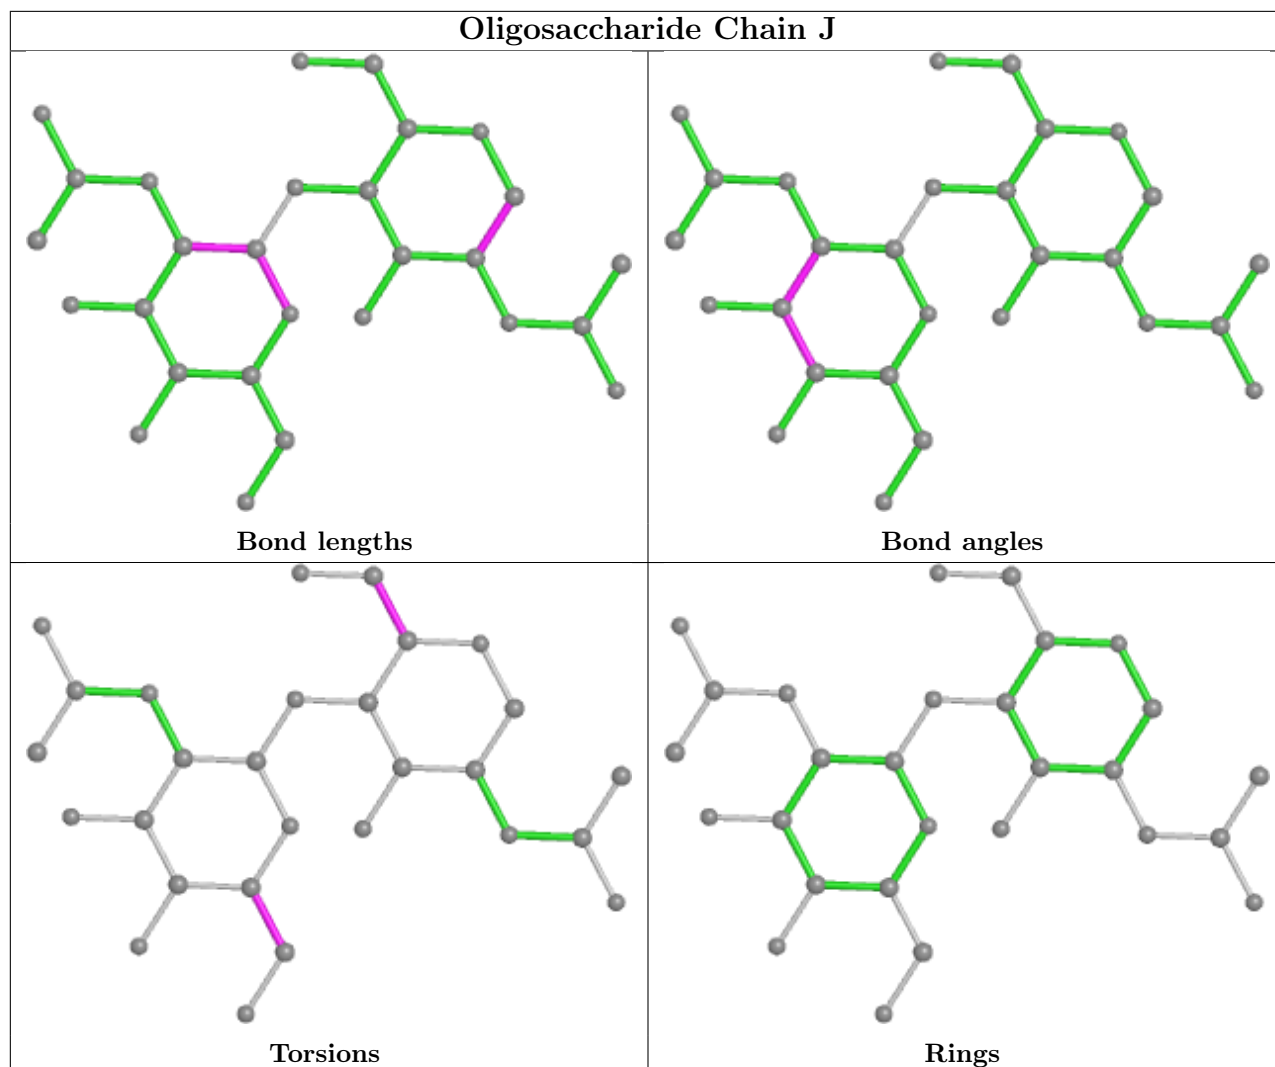 Oligosaccharide Chain J
Bond lengths
Bond angles
Torsions
Rings